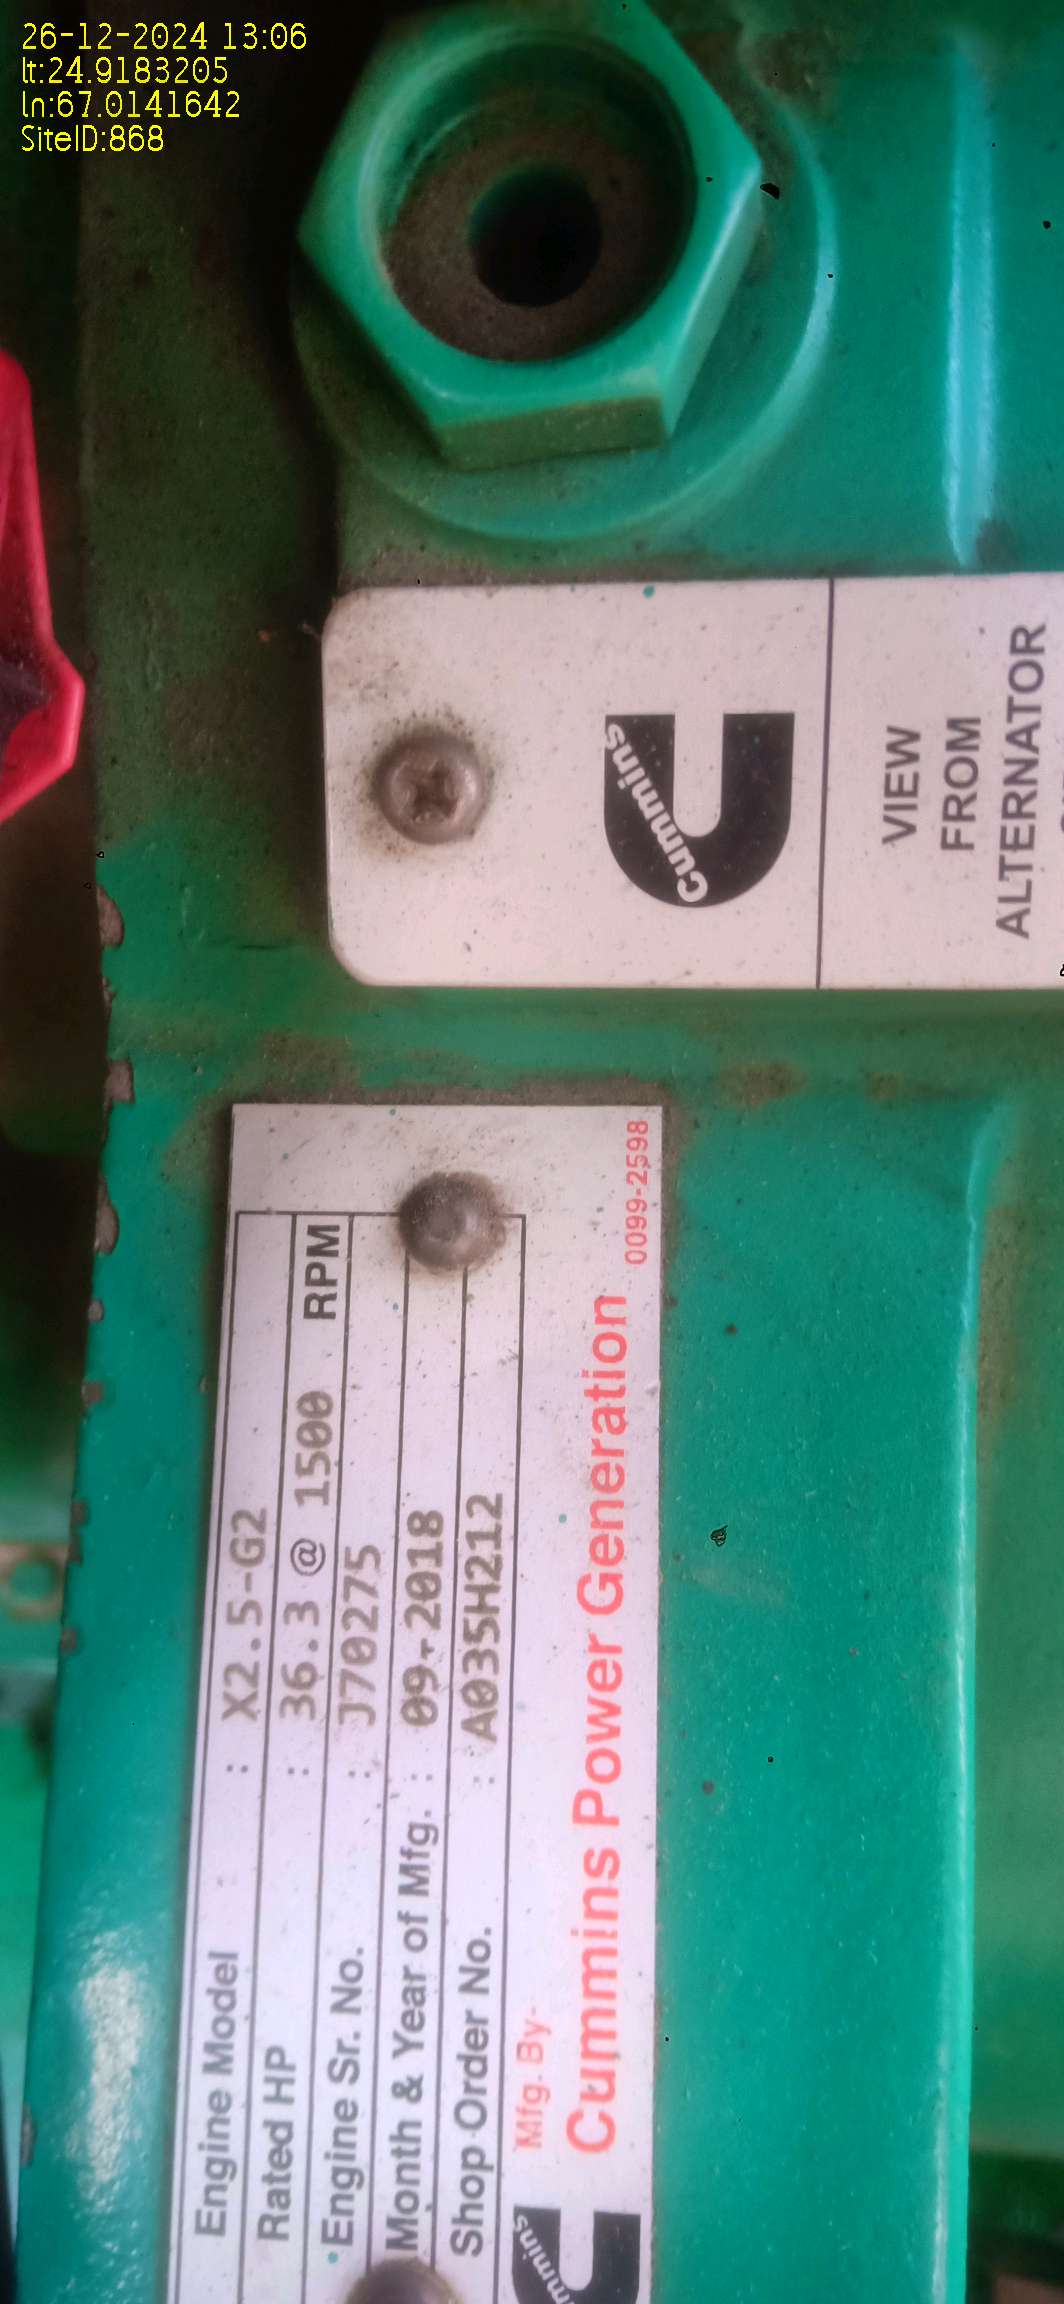 26-12-2024 13:06
lt:24.9183205
ln:67.0141642
SiteID:868
Cummins
VIEW
FROM
ALTERNATOR
Engine Model : X2.5-G2
Rated HP : 36.3 @ 1500 RPM
Engine Sr. No. : J70275
Month & Year of Mfg. : 09-2018
Shop Order No. : A035H212
Mfg. By-
Cummins Power Generation
0099-2598